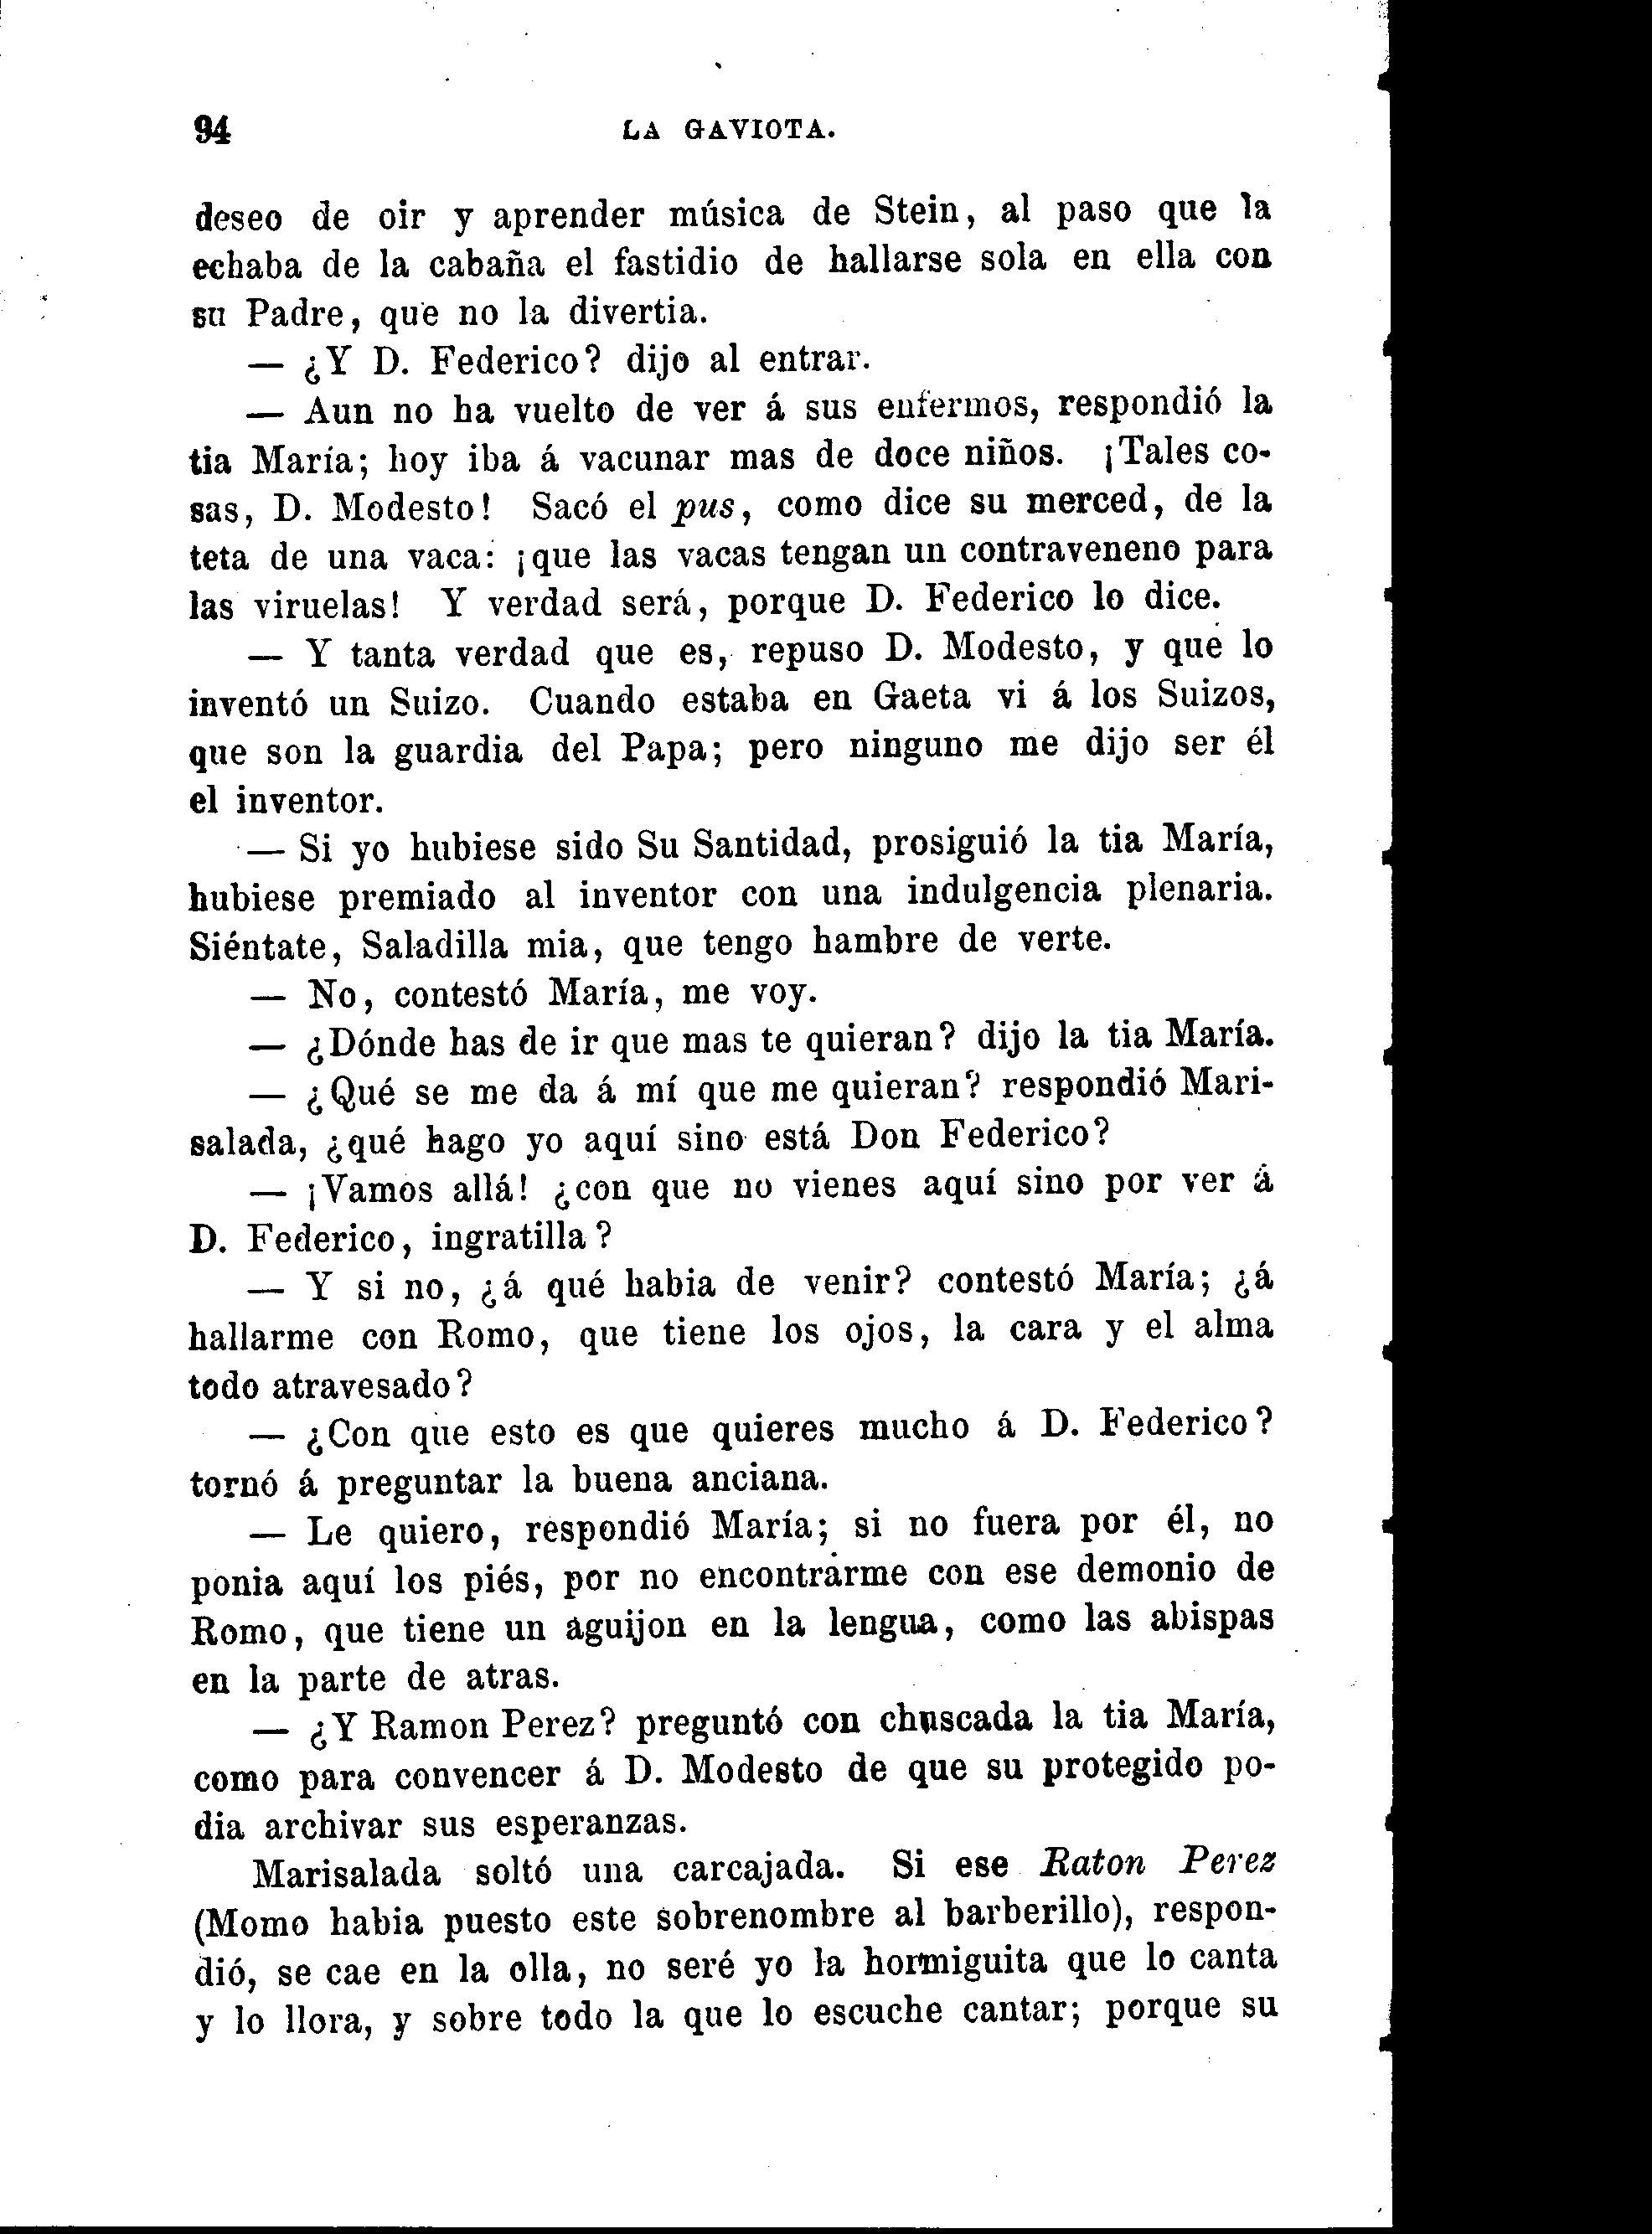 94 LA GAVIOTA.
deseo de oir y aprender música de Stein, al paso que la
echaba de la cabaña el fastidio de hallarse sola en ella con
su Padre, que no la divertia.
— ¿Y D. Federico? dijo al entrar.
— Aun no ha vuelto de ver á sus enfermos, respondió la
tia María; hoy iba á vacunar mas de doce niños. ¡Tales co-
sas, D. Modesto! Sacó el pus, como dice su merced, de la
teta de una vaca: ¡que las vacas tengan un contraveneno para
las viruelas! Y verdad será, porque D. Federico lo dice.
— Y tanta verdad que es, repuso D. Modesto, y que lo
inventó un Suizo. Cuando estaba en Gaeta vi á los Suizos,
que son la guardia del Papa; pero ninguno me dijo ser él
el inventor.
— Si yo hubiese sido Su Santidad, prosiguió la tia María,
hubiese premiado al inventor con una indulgencia plenaria.
Siéntate, Saladilla mia, que tengo hambre de verte.
— No, contestó María, me voy.
— ¿Dónde has de ir que mas te quieran? dijo la tia María.
— ¿Qué se me da á mí que me quieran? respondió Mari-
salada, ¿qué hago yo aquí sino está Don Federico?
— ¡Vamos allá! ¿con que no vienes aquí sino por ver á
D. Federico, ingratilla?
— Y si no, ¿á qué habia de venir? contestó María; ¿á
hallarme con Romo, que tiene los ojos, la cara y el alma
todo atravesado?
— ¿Con que esto es que quieres mucho á D. Federico?
tornó á preguntar la buena anciana.
— Le quiero, respondió María; si no fuera por él, no
ponia aquí los piés, por no encontrarme con ese demonio de
Romo, que tiene un aguijon en la lengua, como las abispas
en la parte de atras.
— ¿Y Ramon Perez? preguntó con chuscada la tia María,
como para convencer á D. Modesto de que su protegido po-
dia archivar sus esperanzas.
Marisalada soltó una carcajada. Si ese Raton Perez
(Momo habia puesto este sobrenombre al barberillo), respon-
dió, se cae en la olla, no seré yo la hormiguita que lo canta
y lo llora, y sobre todo la que lo escuche cantar; porque su